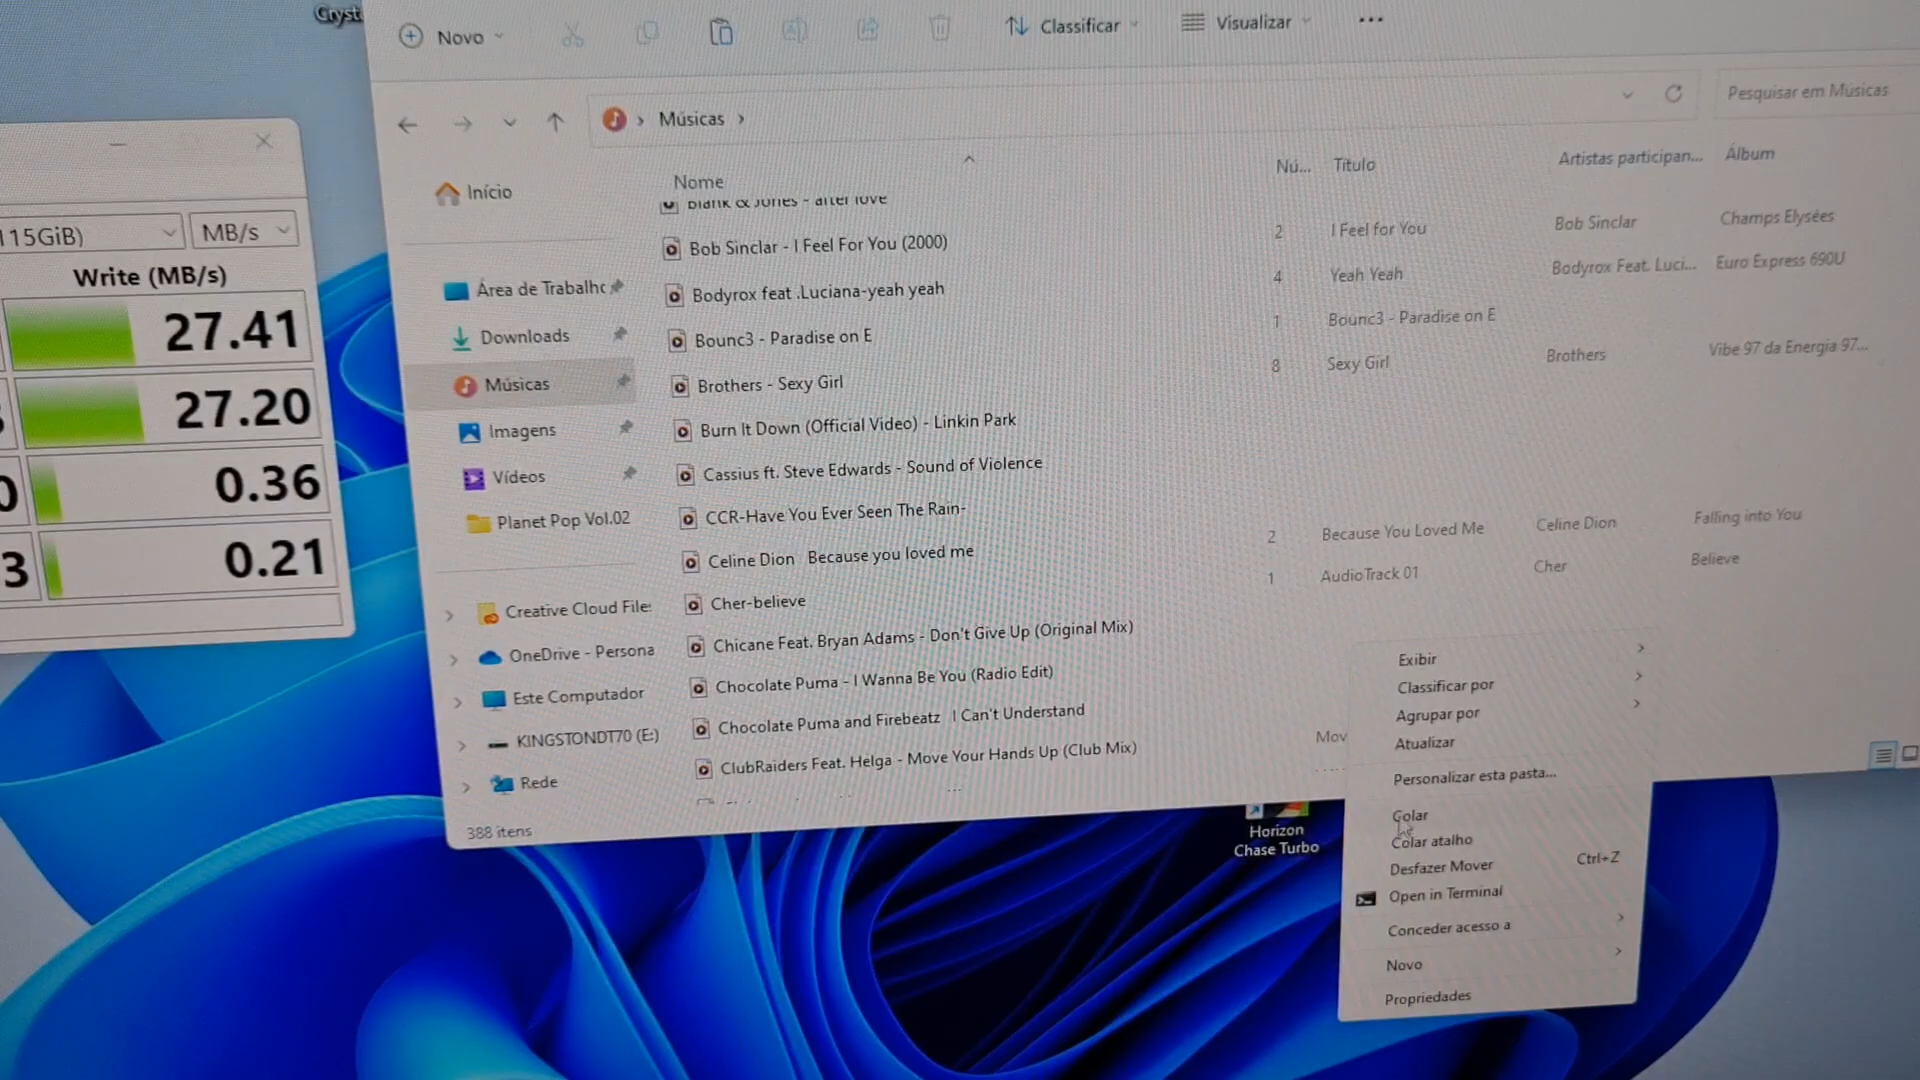 Cryst
Novo
Classificar
Visualizar
Músicas
Pesquisar em Músicas
115GiB)
MB/s
Write (MB/s)
27.41
27.20
0.36
0.21
0
3
Início
Área de Trabalho
Downloads
Músicas
Imagens
Vídeos
Planet Pop Vol.02
Creative Cloud Files
OneDrive - Persona
Este Computador
KINGSTONDT70 (E:)
Rede
388 itens
Nome
Nú...
Título
Artistas participan...
Álbum
Blank & Jones - after love
Bob Sinclar - I Feel For You (2000)
2
I Feel for You
Bob Sinclar
Champs Elysées
Bodyrox feat .Luciana-yeah yeah
4
Yeah Yeah
Bodyrox Feat. Luci...
Euro Express 690U
Bounc3 - Paradise on E
1
Bounc3 - Paradise on E
Brothers - Sexy Girl
8
Sexy Girl
Brothers
Vibe 97 da Energia 97...
Burn It Down (Official Video) - Linkin Park
Cassius ft. Steve Edwards - Sound of Violence
CCR-Have You Ever Seen The Rain-
Celine Dion Because you loved me
2
Because You Loved Me
Celine Dion
Falling into You
Cher-believe
1
AudioTrack 01
Cher
Believe
Chicane Feat. Bryan Adams - Don't Give Up (Original Mix)
Chocolate Puma - I Wanna Be You (Radio Edit)
Chocolate Puma and Firebeatz I Can't Understand
ClubRaiders Feat. Helga - Move Your Hands Up (Club Mix)
Mov
Exibir
Classificar por
Agrupar por
Atualizar
Personalizar esta pasta...
Colar
Colar atalho
Desfazer Mover
Ctrl+Z
Open in Terminal
Conceder acesso a
Novo
Propriedades
Horizon
Chase Turbo